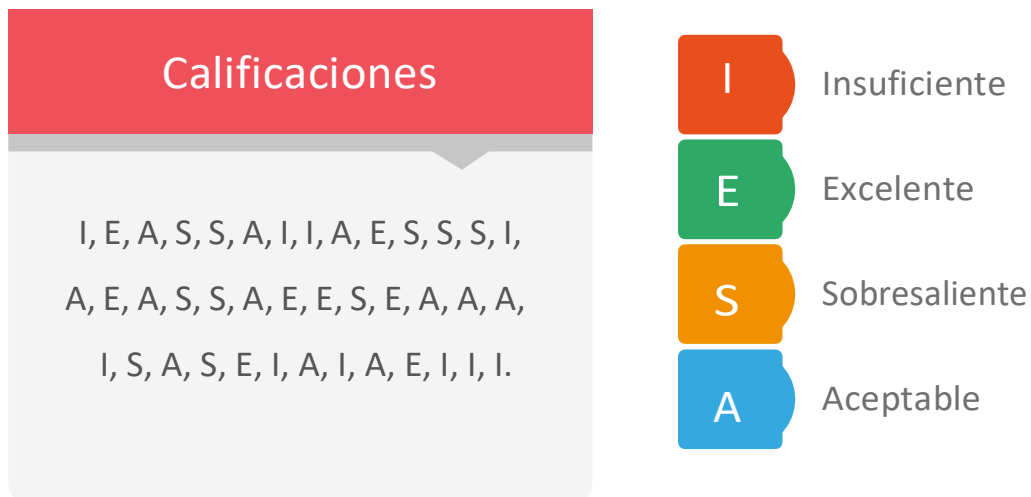 Calificaciones
I, E, A, S, S, A, I, I, A, E, S, S, S, I,
A, E, A, S, S, A, E, E, S, E, A, A, A,
I, S, A, S, E, I, A, I, A, E, I, I, I.
I Insuficiente
E Excelente
S Sobresaliente
A Aceptable